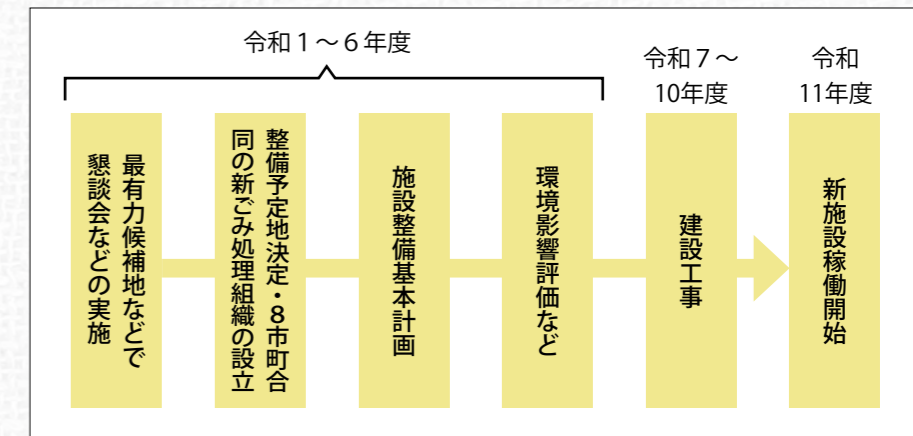 令和１～６年度
令和７～
10年度
令和
11年度
最有力候補地などで
懇談会などの実施
整備予定地決定・８市町合
同の新ごみ処理組織の設立
施設整備基本計画
環境影響評価など
建設工事
新施設稼働開始